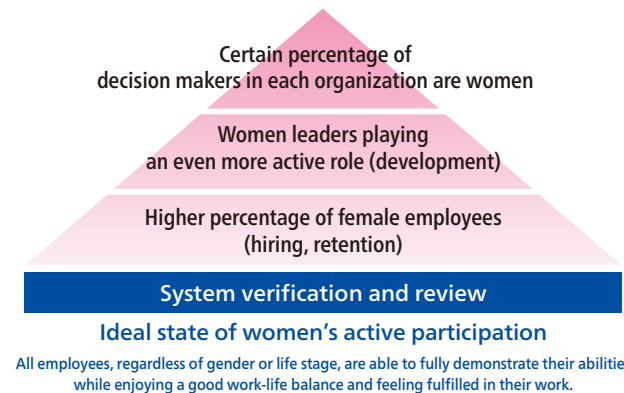 Certain percentage of
decision makers in each organization are women
Women leaders playing
an even more active role (development)
Higher percentage of female employees
(hiring, retention)
System verification and review
Ideal state of women's active participation
All employees, regardless of gender or life stage, are able to fully demonstrate their abilitie
while enjoying a good work-life balance and feeling fulfilled in their work.